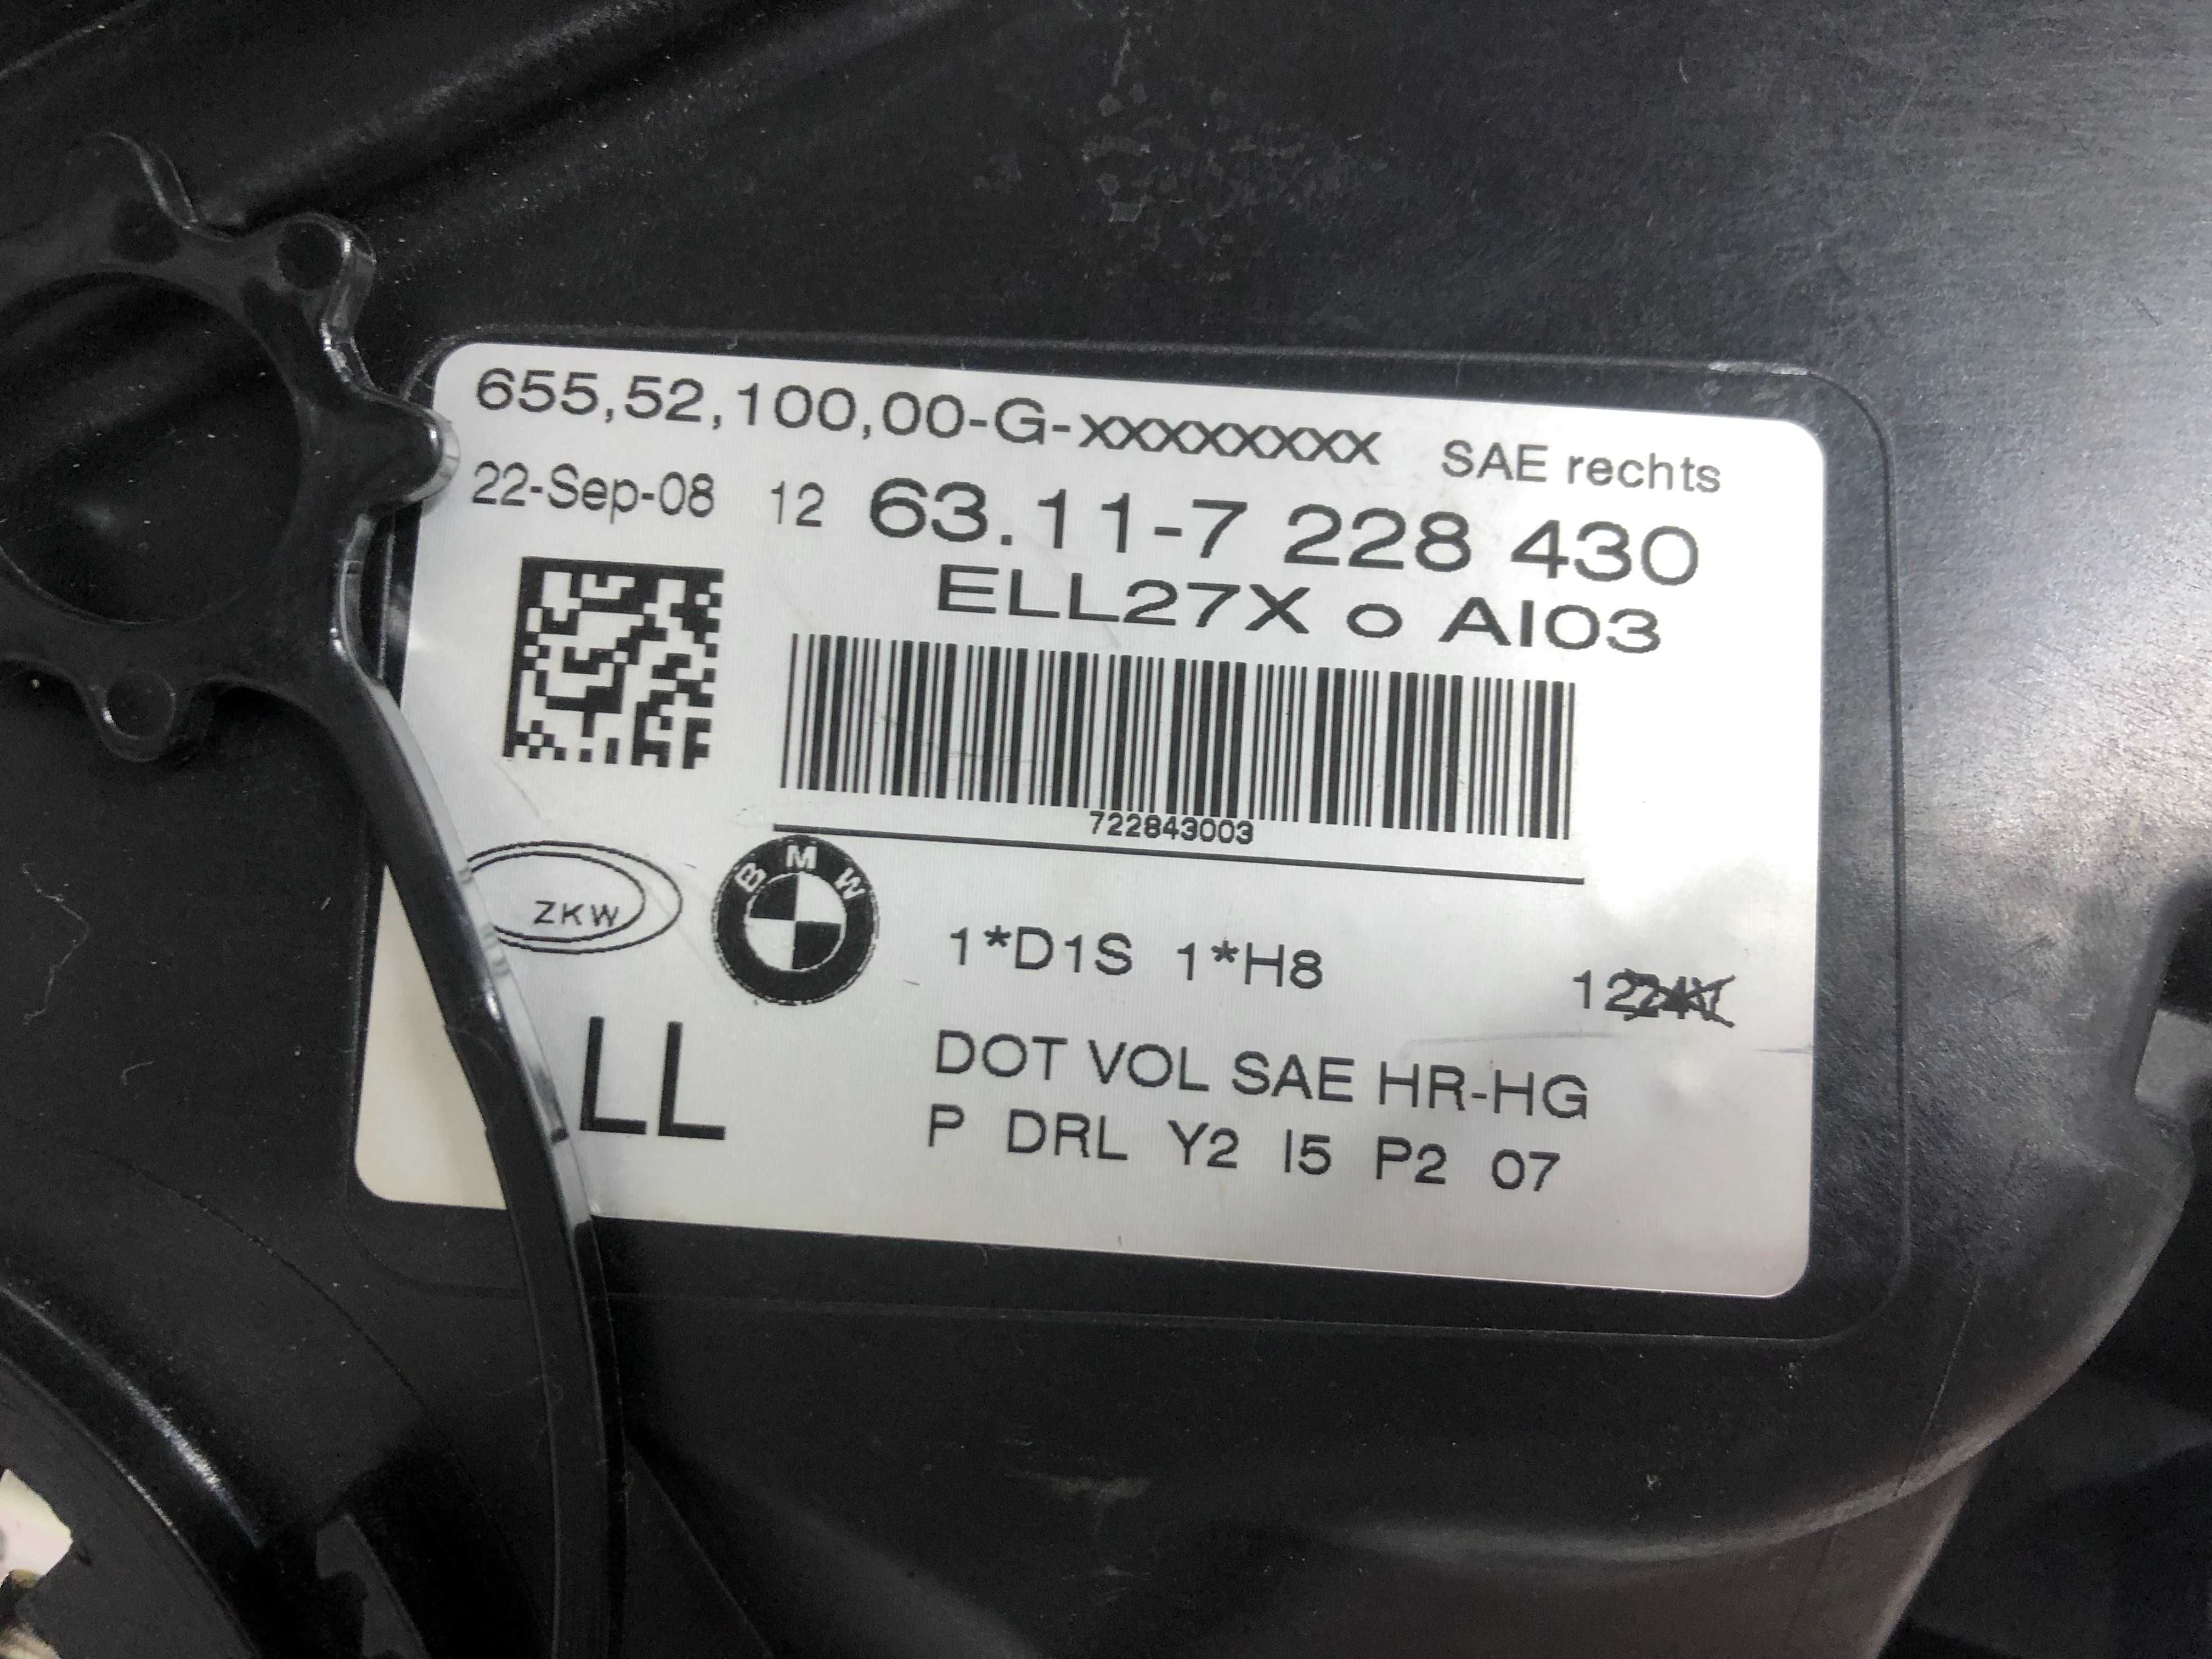 655,52,100,00-G-xxxxxxxxx SAE rechts
22-Sep-08 12 63.11-7 228 430
ELL27X o AI03
722843003
ZKW
BMW
1*D1S 1*H8
LL
DOT VOL SAE HR-HG
P DRL Y2 I5 P2 07